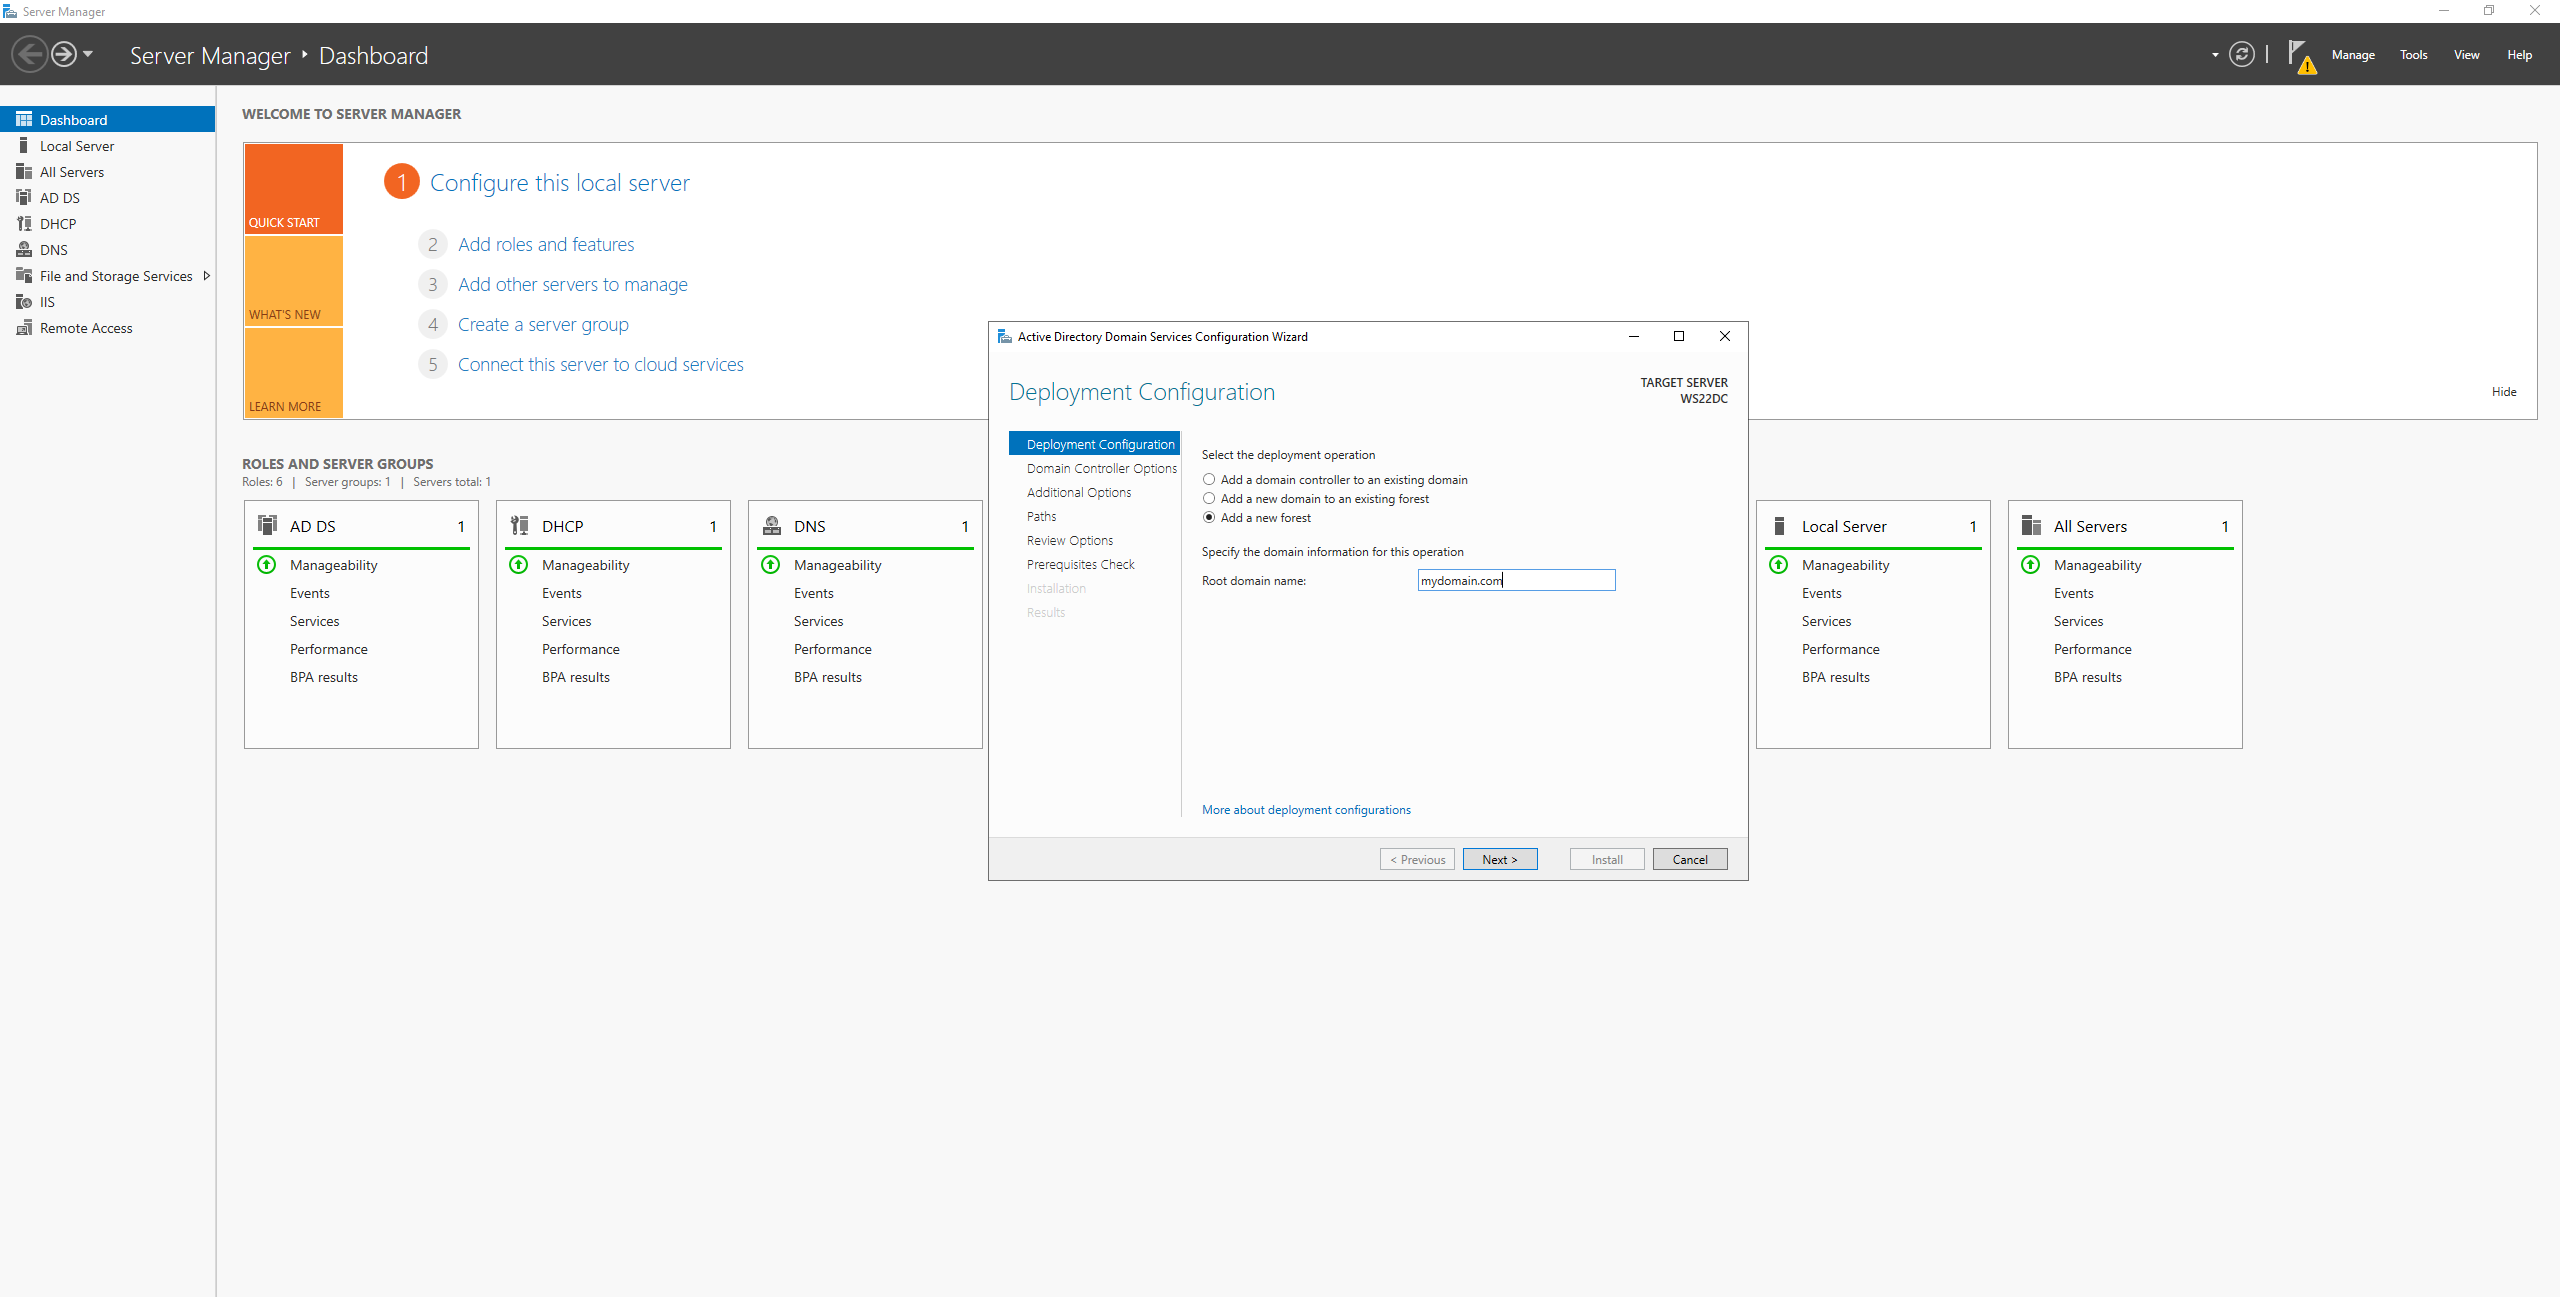 Server Manager
Server Manager ‣ Dashboard
Manage Tools View Help
Dashboard
Local Server
All Servers
AD DS
DHCP
DNS
File and Storage Services
IIS
Remote Access
WELCOME TO SERVER MANAGER
QUICK START
WHAT'S NEW
LEARN MORE
1 Configure this local server
2 Add roles and features
3 Add other servers to manage
4 Create a server group
5 Connect this server to cloud services
Hide
ROLES AND SERVER GROUPS
Roles: 6 | Server groups: 1 | Servers total: 1
AD DS 1
Manageability
Events
Services
Performance
BPA results
DHCP 1
Manageability
Events
Services
Performance
BPA results
DNS 1
Manageability
Events
Services
Performance
BPA results
Local Server 1
Manageability
Events
Services
Performance
BPA results
All Servers 1
Manageability
Events
Services
Performance
BPA results
Active Directory Domain Services Configuration Wizard
Deployment Configuration
TARGET SERVER
WS22DC
Deployment Configuration
Domain Controller Options
Additional Options
Paths
Review Options
Prerequisites Check
Installation
Results
Select the deployment operation
Add a domain controller to an existing domain
Add a new domain to an existing forest
Add a new forest
Specify the domain information for this operation
Root domain name: mydomain.com
More about deployment configurations
< Previous Next > Install Cancel